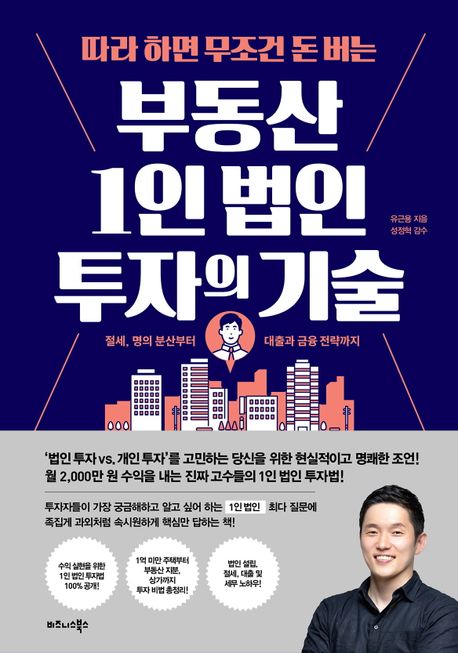 따라 하면 무조건 돈 버는
부동산
1인 법인
투자의 기술
유근용 지음
성정혁 감수
절세, 명의 분산부터 대출과 금융 전략까지
‘법인 투자 vs. 개인 투자’를 고민하는 당신을 위한 현실적이고 명쾌한 조언!
월 2,000만 원 수익을 내는 진짜 고수들의 1인 법인 투자법!
투자자들이 가장 궁금해하고 알고 싶어 하는 1인 법인 최다 질문에
족집게 과외처럼 속시원하게 핵심만 답하는 책!
수익 실현을 위한
1인 법인 투자법
100% 공개!
1억 미만 주택부터
부동산 지분,
상가까지
투자 비법 총정리!
법인 설립,
절세, 대출 및
세무 노하우!
비즈니스북스